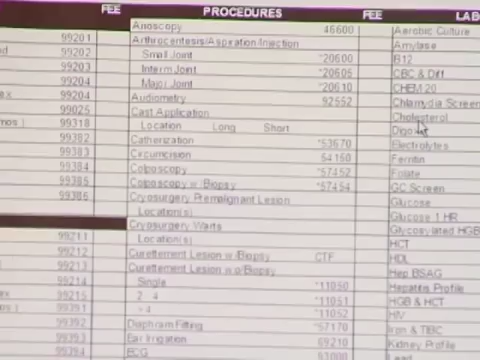 FEE PROCEDURES FEE LAB
Anoscopy 46600 Aerobic Culture
99201 Arthrocentesis/Aspiration/Injection Amylase
99202 Small Joint *20600 B12
99203 Interm Joint *20605 CBC & Diff
99204 Major Joint *20610 CHEM 20
99204 Audiometry 92552 Chlamydia Screen
99025 Cast Application Cholesterol
99318 Location Long Short
99382 Catherization *53670 Electrolytes
99383 Circumcision 54150 Ferritin
99384 Colposcopy *57452 Folate
99385 Colposcopy w/Biopsy *57454 GC Screen
99386 Cryosurgery Premalignant Lesion Glucose
Location(s) Glucose 1 HR
Cryosurgery Warts Glycosylated HGB
99211 Location(s) HCT
99212 Curettement Lesion w/Biopsy CTF HDL
99213 Curettement Lesion w/o/Biopsy Hep BSAG
99214 Single *11050 Hepatitis Profile
99215 2 4 *11051 HGB & HCT
99391 >4 *11052 HIV
99392 Diaphram Fitting *57170 Iron & TIBC
99393 Ear Irrigation 69210 Kidney Profile
99394 ECG Lead